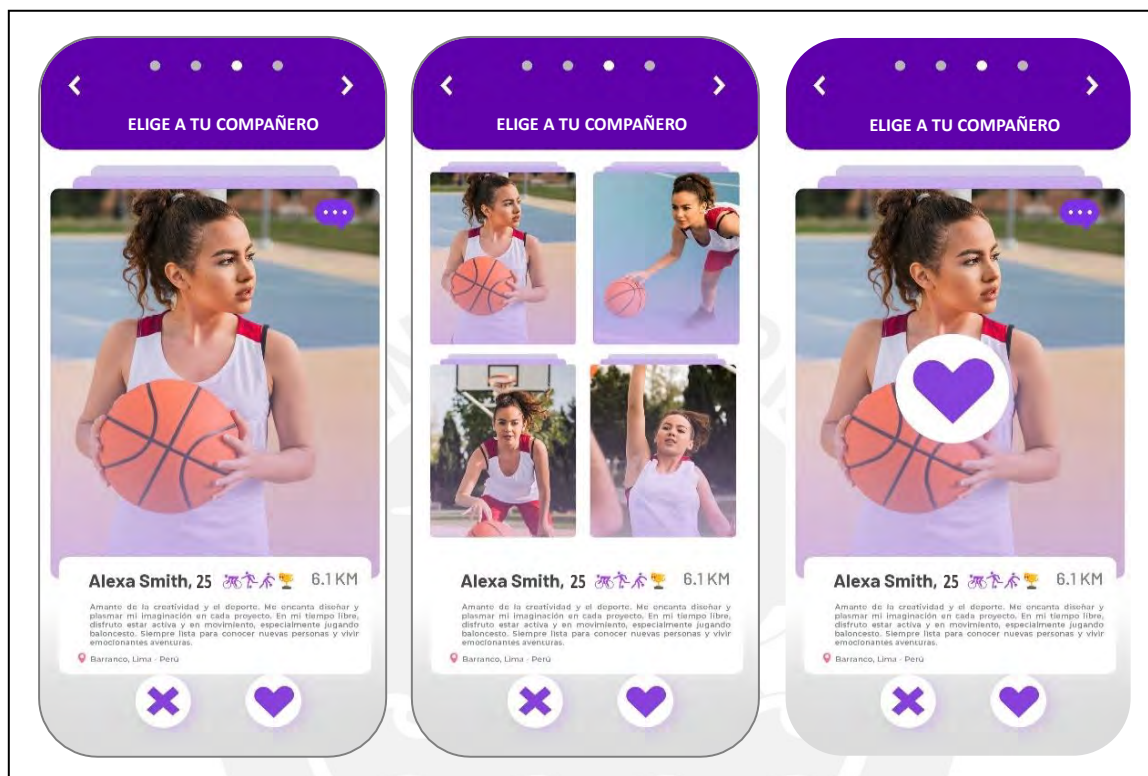 ELIGE A TU COMPAÑERO
Alexa Smith, 25
6.1 KM
Amante de la creatividad y el deporte. Me encanta diseñar y
plasmar mi imaginación en cada proyecto. En mi tiempo libre,
disfruto estar activa y en movimiento, especialmente jugando
baloncesto. Siempre lista para conocer nuevas personas y vivir
emocionantes aventuras.
Barranco, Lima - Perú
ELIGE A TU COMPAÑERO
Alexa Smith, 25
6.1 KM
Amante de la creatividad y el deporte. Me encanta diseñar y
plasmar mi imaginación en cada proyecto. En mi tiempo libre,
disfruto estar activa y en movimiento, especialmente jugando
baloncesto. Siempre lista para conocer nuevas personas y vivir
emocionantes aventuras.
Barranco, Lima - Perú
ELIGE A TU COMPAÑERO
Alexa Smith, 25
6.1 KM
Amante de la creatividad y el deporte. Me encanta diseñar y
plasmar mi imaginación en cada proyecto. En mi tiempo libre,
disfruto estar activa y en movimiento, especialmente jugando
baloncesto. Siempre lista para conocer nuevas personas y vivir
emocionantes aventuras.
Barranco, Lima - Perú